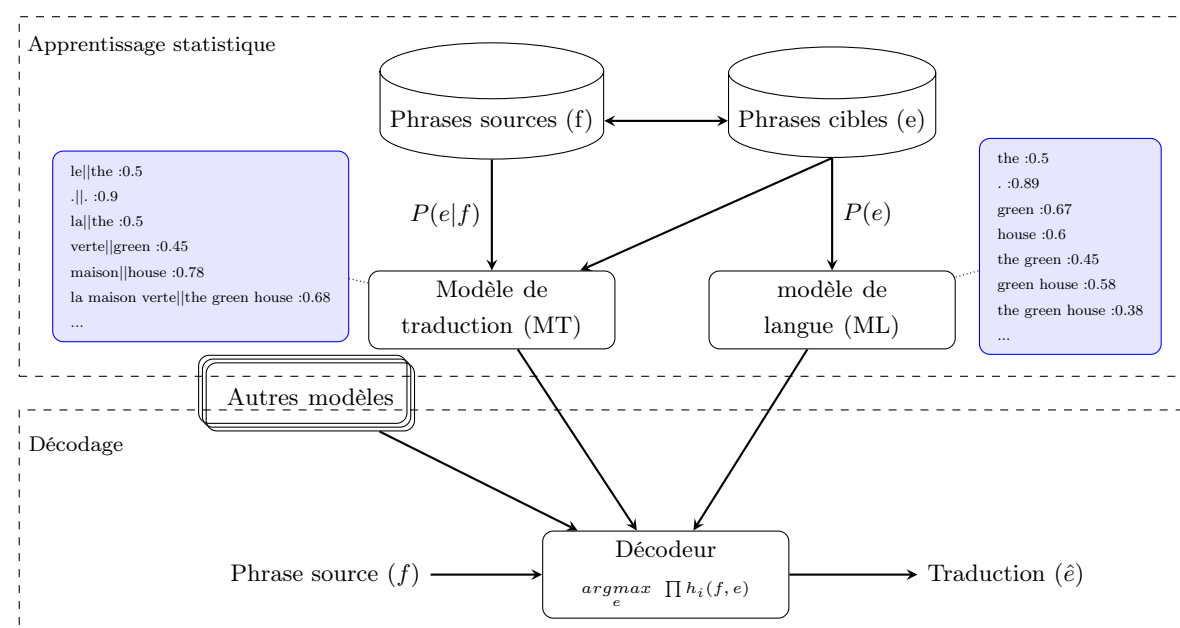 Apprentissage statistique
Phrases sources (f)
Phrases cibles (e)
le||the :0.5
.||. :0.9
la||the :0.5
verte||green :0.45
maison||house :0.78
la maison verte||the green house :0.68
...
P(e|f)
P(e)
the :0.5
. :0.89
green :0.67
house :0.6
the green :0.45
green house :0.58
the green house :0.38
...
Modèle de
traduction (MT)
modèle de
langue (ML)
Autres modèles
Décodage
Phrase source (f)
Décodeur
argmax ∏ h_i(f, e)
e
Traduction (ê)